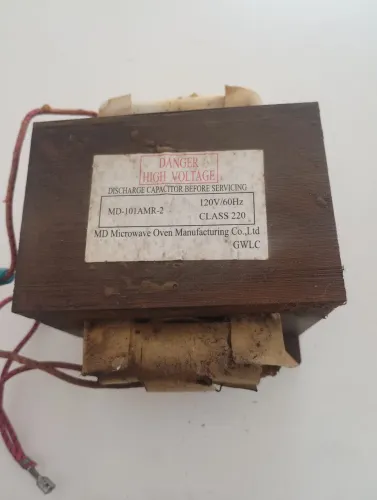 DANGER
HIGH VOLTAGE
DISCHARGE CAPACITOR BEFORE SERVICING
MD-101AMR-2 120V/60Hz
CLASS 220
MD Microwave Oven Manufacturing Co.,Ltd
GWLC